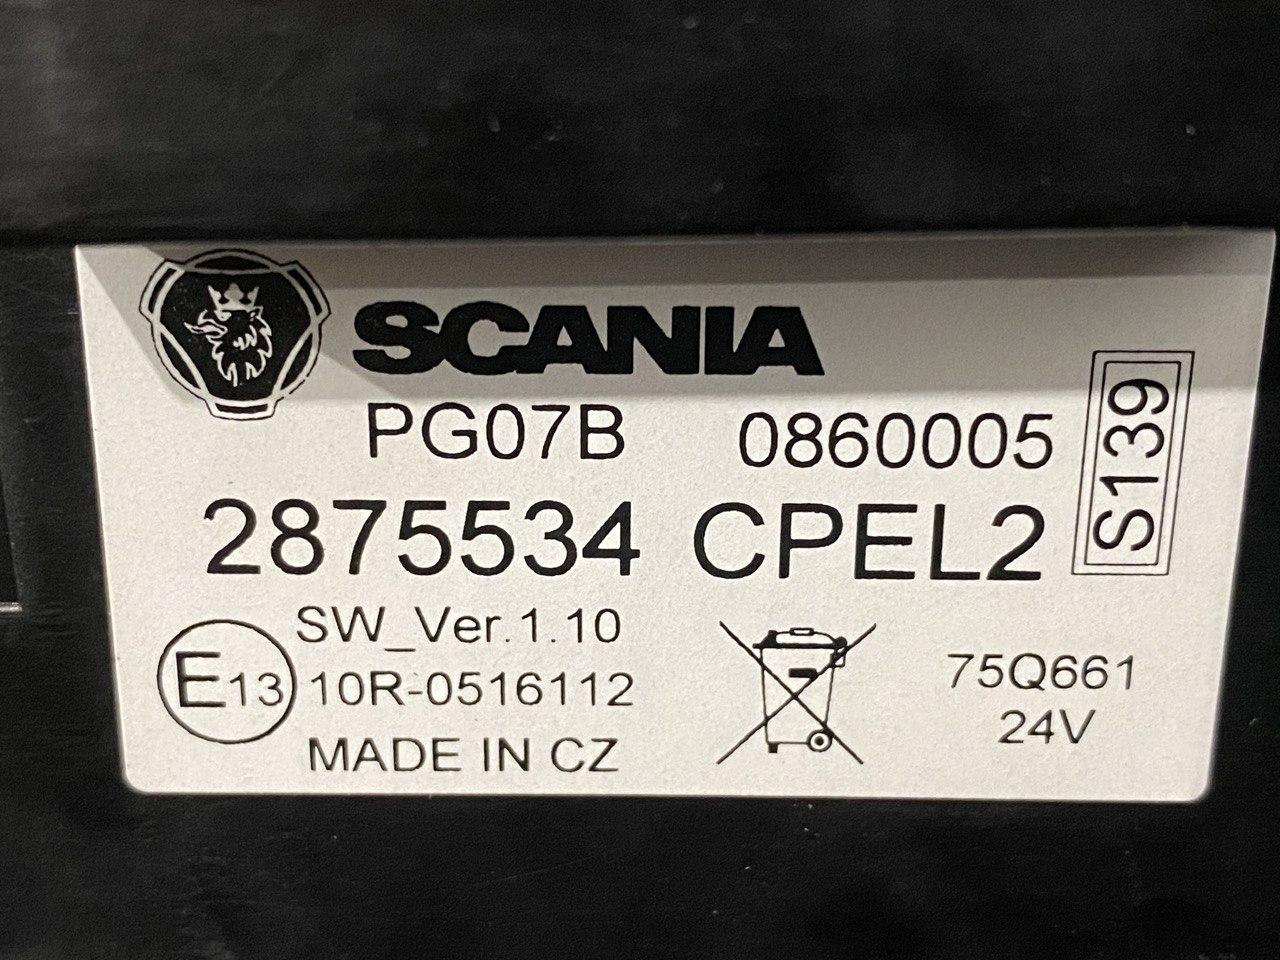 SCANIA
PG07B 0860005
2875534 CPEL2
S139
SW_Ver.1.10
E13 10R-0516112
MADE IN CZ
75Q661
24V